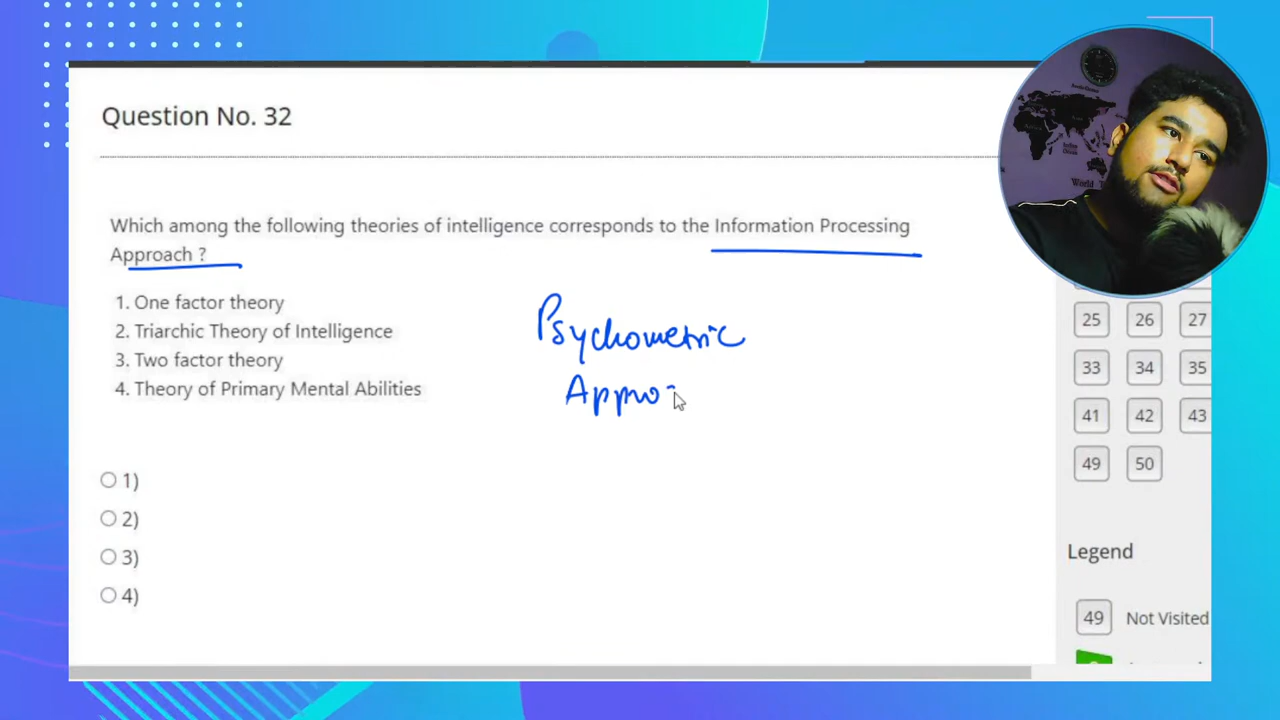 Question No. 32
Which among the following theories of intelligence corresponds to the Information Processing
Approach ?
1. One factor theory
2. Triarchic Theory of Intelligence
3. Two factor theory
4. Theory of Primary Mental Abilities
Psychometric
Appro
1)
2)
3)
4)
World
25 26 27
33 34 35
41 42 43
49 50
Legend
49 Not Visited